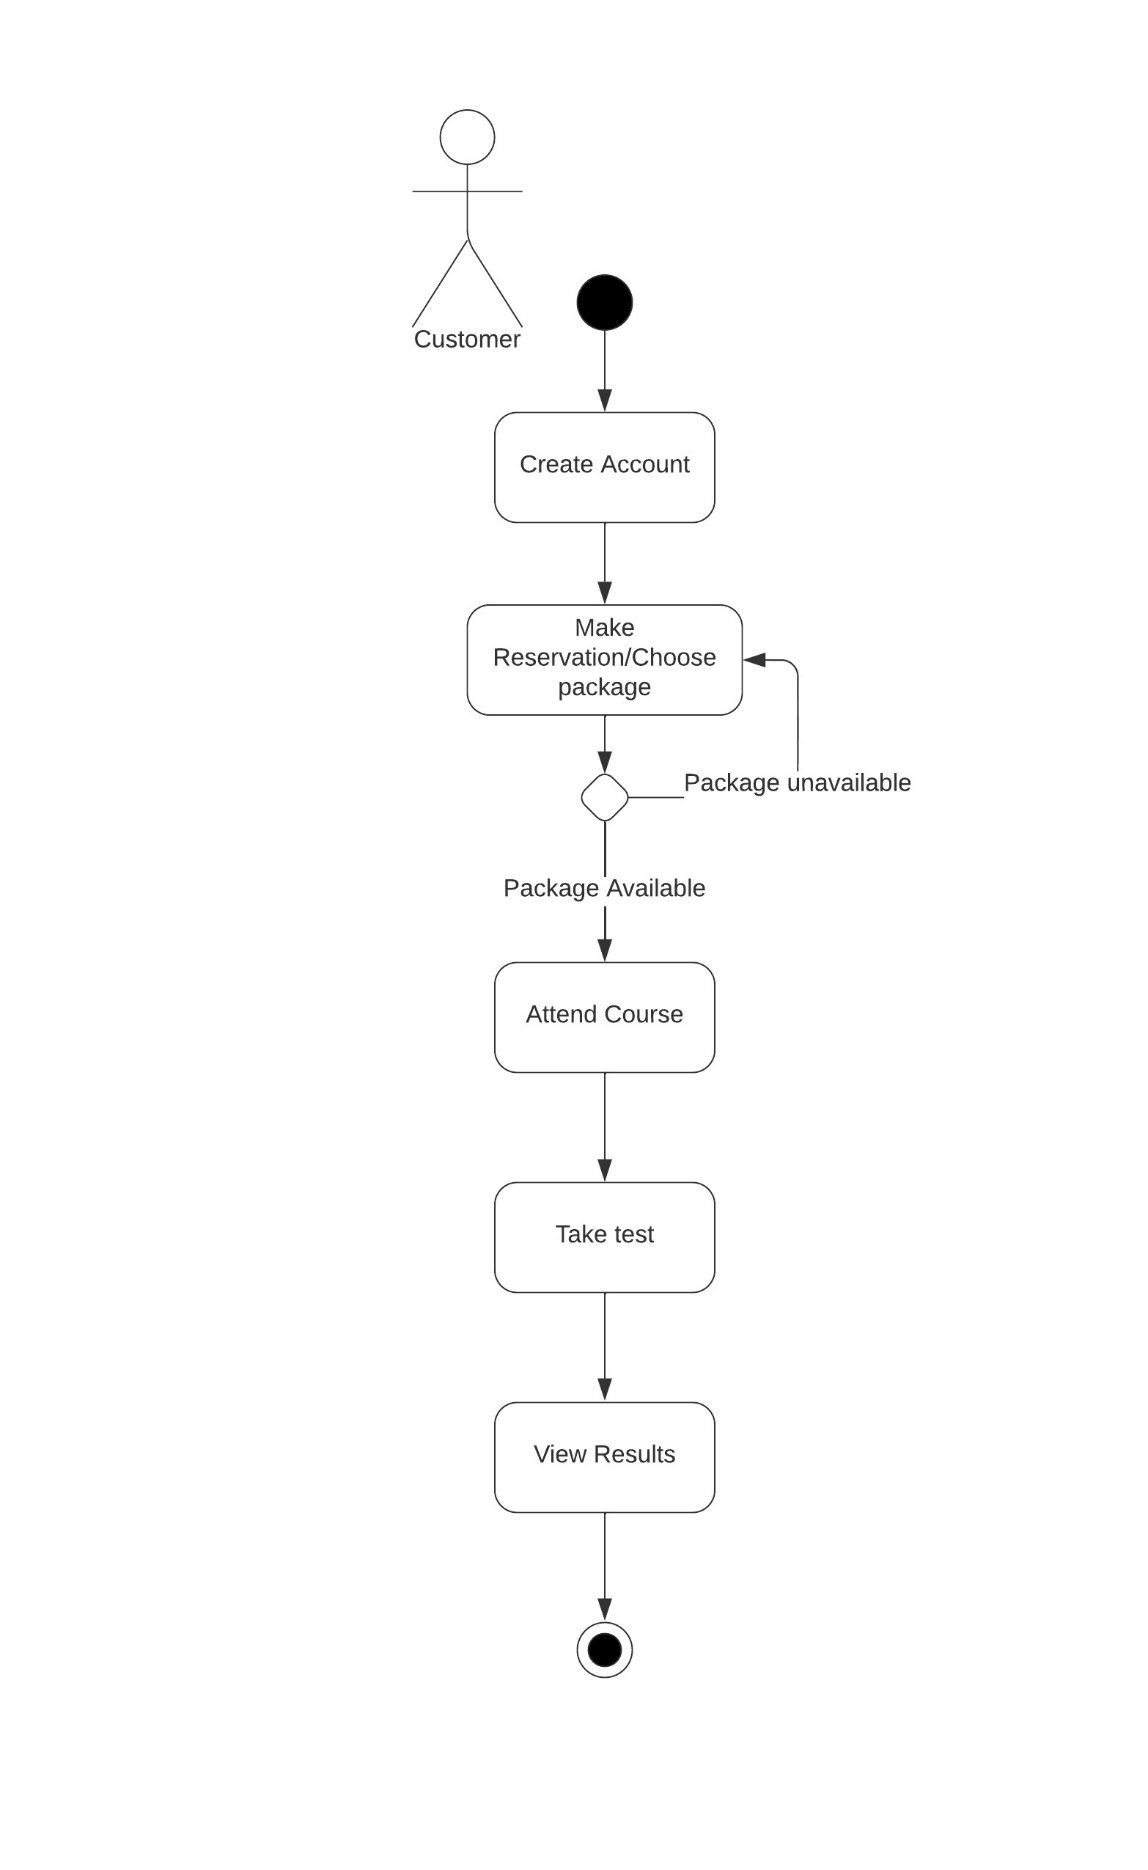 Customer
Create Account
Make
Reservation/Choose
package
Package unavailable
Package Available
Attend Course
Take test
View Results